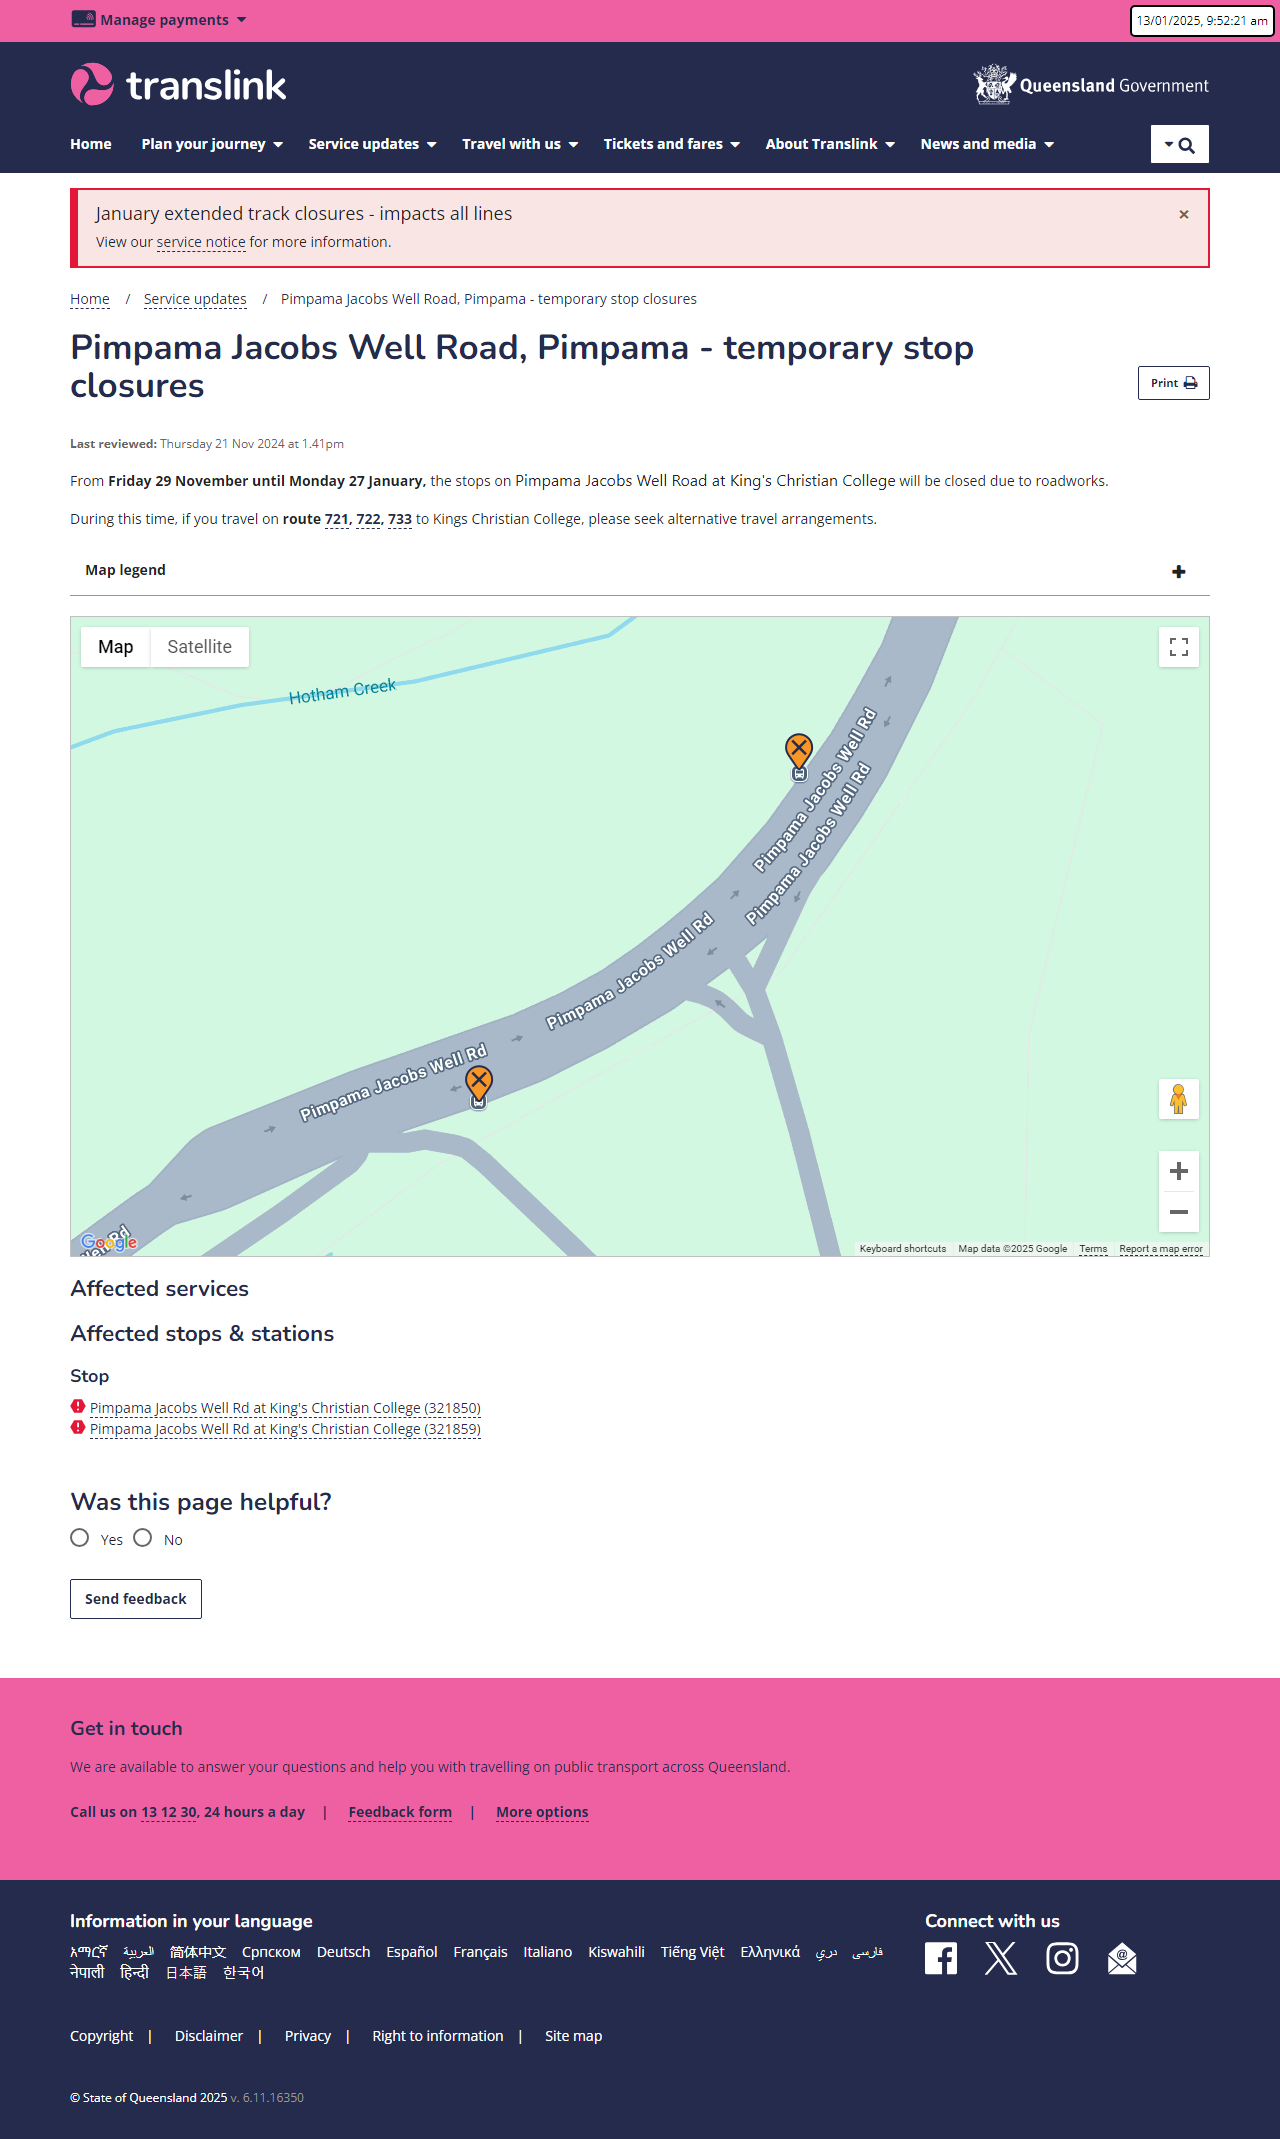 Manage payments
13/01/2025, 9:52:21 am
translink
Queensland Government
Home Plan your journey Service updates Travel with us Tickets and fares About Translink News and media
January extended track closures - impacts all lines
×
View our service notice for more information.
Home / Service updates / Pimpama Jacobs Well Road, Pimpama - temporary stop closures
Pimpama Jacobs Well Road, Pimpama - temporary stop
closures
Print
Last reviewed: Thursday 21 Nov 2024 at 1.41pm
From Friday 29 November until Monday 27 January, the stops on Pimpama Jacobs Well Road at King's Christian College will be closed due to roadworks.
During this time, if you travel on route 721, 722, 733 to Kings Christian College, please seek alternative travel arrangements.
Map legend
Map Satellite
Hotham Creek
Pimpama Jacobs Well Rd
Pimpama Jacobs Well Rd
Pimpama Jacobs Well Rd
Pimpama Jacobs Well Rd
Well Rd
Google
Keyboard shortcuts Map data ©2025 Google Terms Report a map error
Affected services
Affected stops & stations
Stop
Pimpama Jacobs Well Rd at King's Christian College (321850)
Pimpama Jacobs Well Rd at King's Christian College (321859)
Was this page helpful?
Yes No
Send feedback
Get in touch
We are available to answer your questions and help you with travelling on public transport across Queensland.
Call us on 13 12 30, 24 hours a day | Feedback form | More options
Information in your language
Connect with us
አማርኛ العربية 简体中文 Српском Deutsch Español Français Italiano Kiswahili Tiếng Việt Ελληνικά دري فارسی
नेपाली हिन्दी 日本語 한국어
Copyright | Disclaimer | Privacy | Right to information | Site map
© State of Queensland 2025 v. 6.11.16350